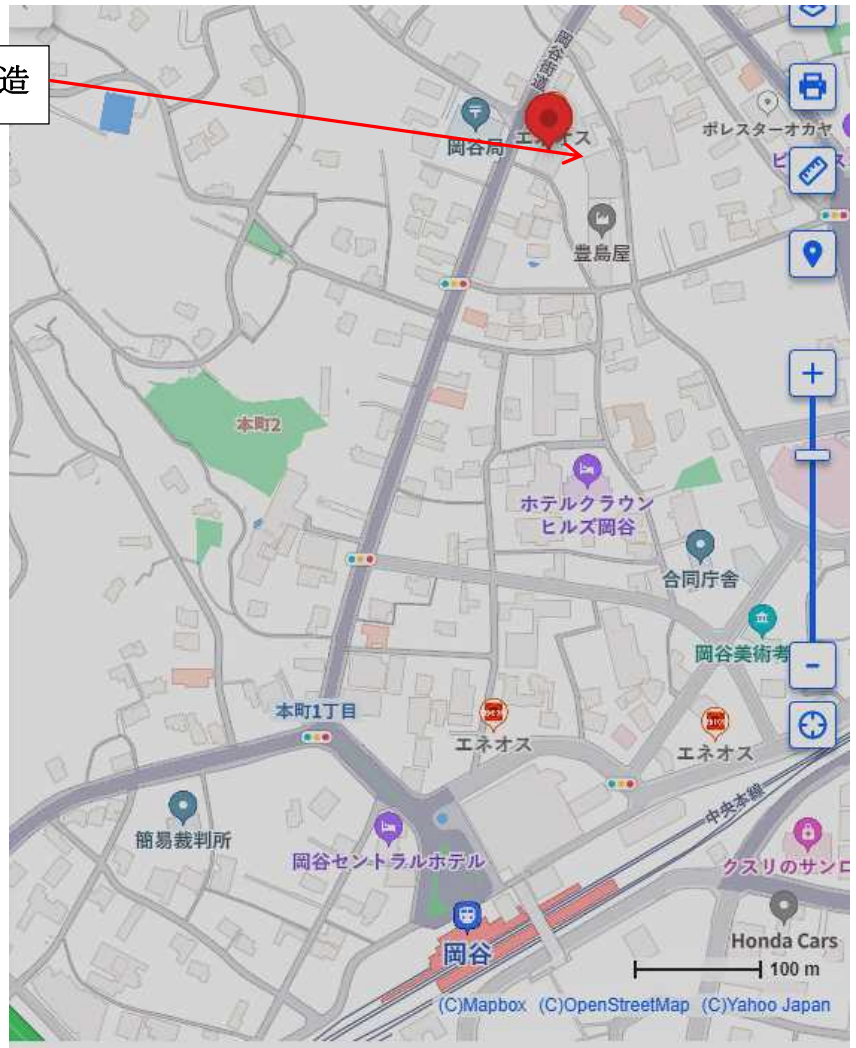 造
岡谷街道
岡谷局
エネオス
ポレスターオカヤ
豊島屋
本町2
ホテルクラウン
ヒルズ岡谷
合同庁舎
岡谷美術考
本町1丁目
エネオス
エネオス
中央本線
簡易裁判所
岡谷セントラルホテル
クスリのサンロ
岡谷
Honda Cars
100 m
(C)Mapbox (C)OpenStreetMap (C)Yahoo Japan